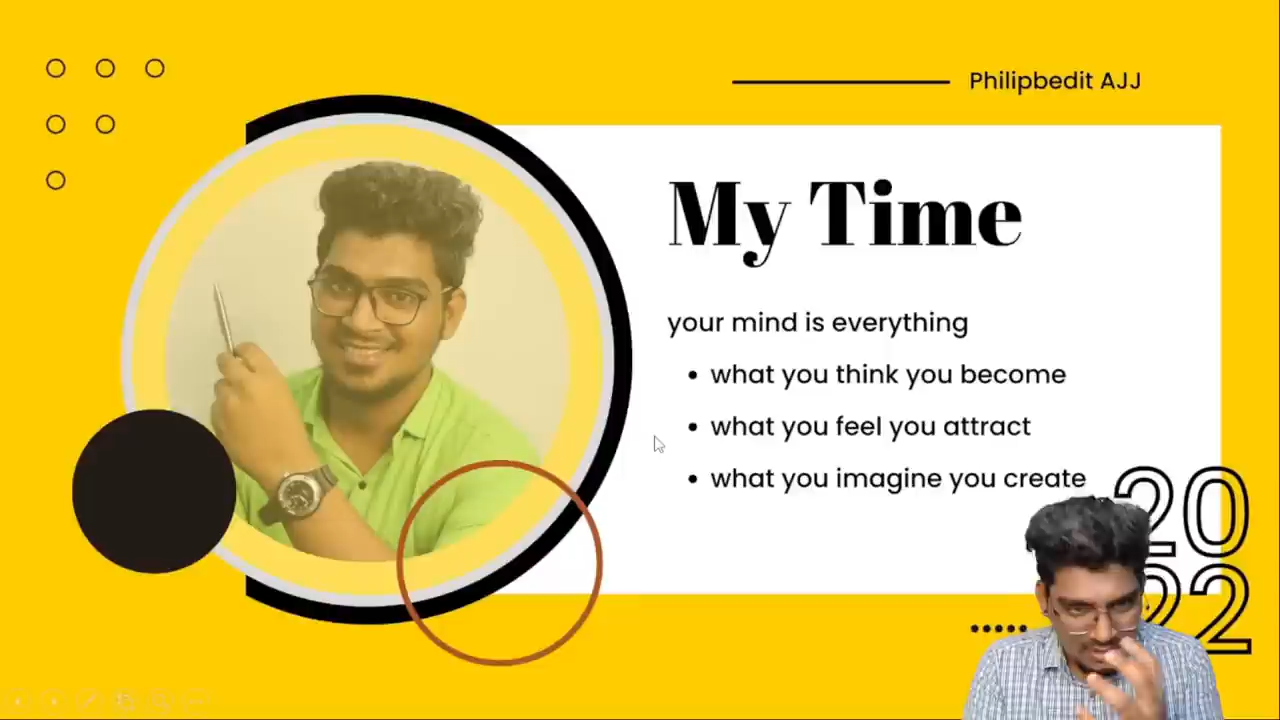 Philipbedit AJJ
My Time
your mind is everything
• what you think you become
• what you feel you attract
• what you imagine you create
20
22